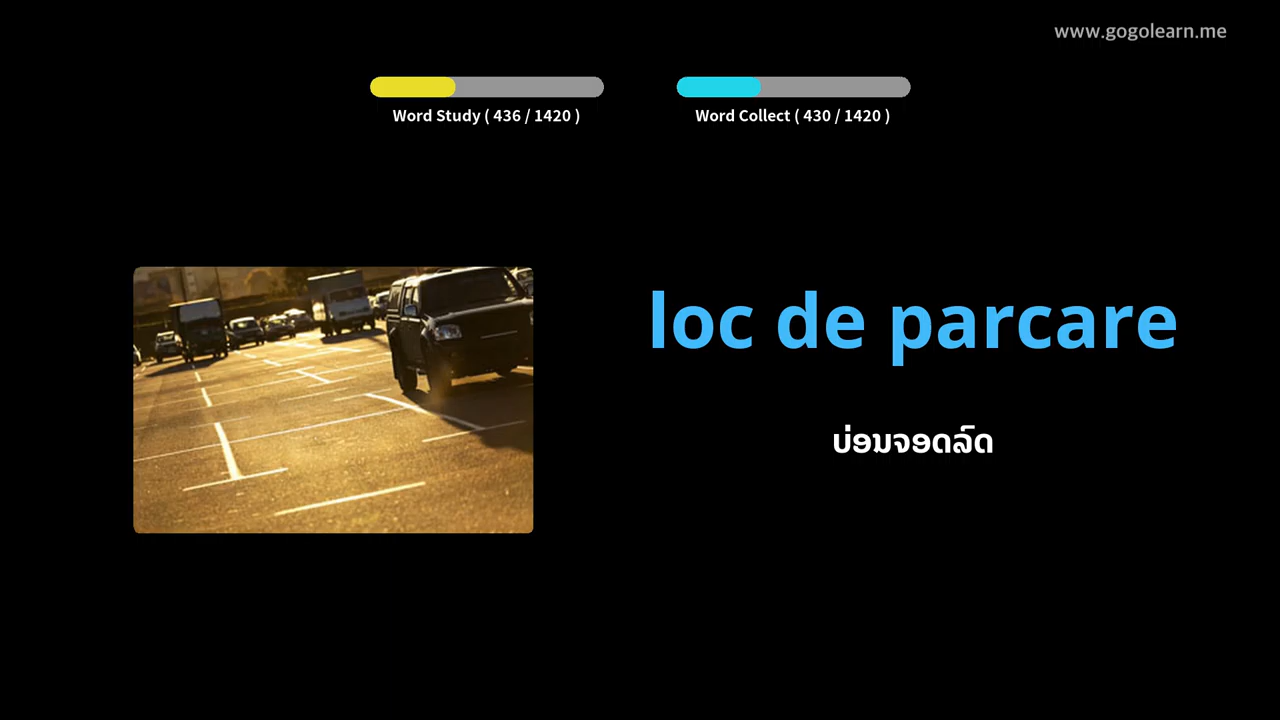 www.gogolearn.me
Word Study ( 436 / 1420 )
Word Collect ( 430 / 1420 )
loc de parcare
ບ່ອນຈອດລົດ